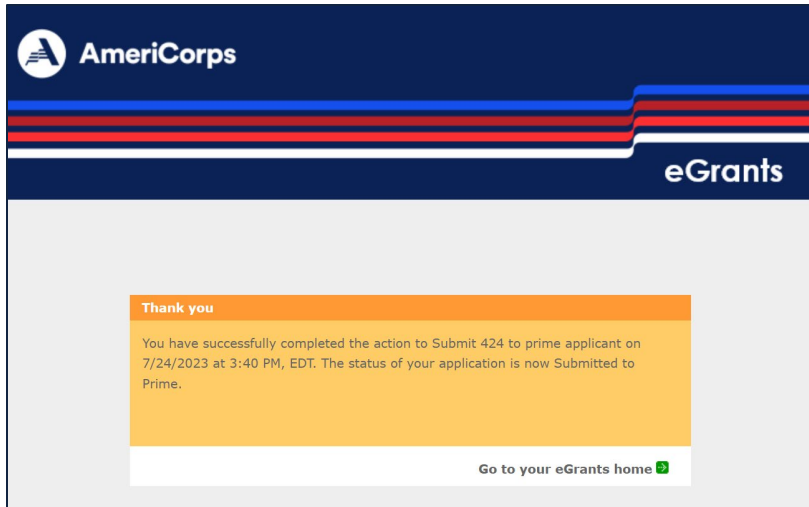 AmeriCorps
eGrants
Thank you
You have successfully completed the action to Submit 424 to prime applicant on
7/24/2023 at 3:40 PM, EDT. The status of your application is now Submitted to
Prime.
Go to your eGrants home